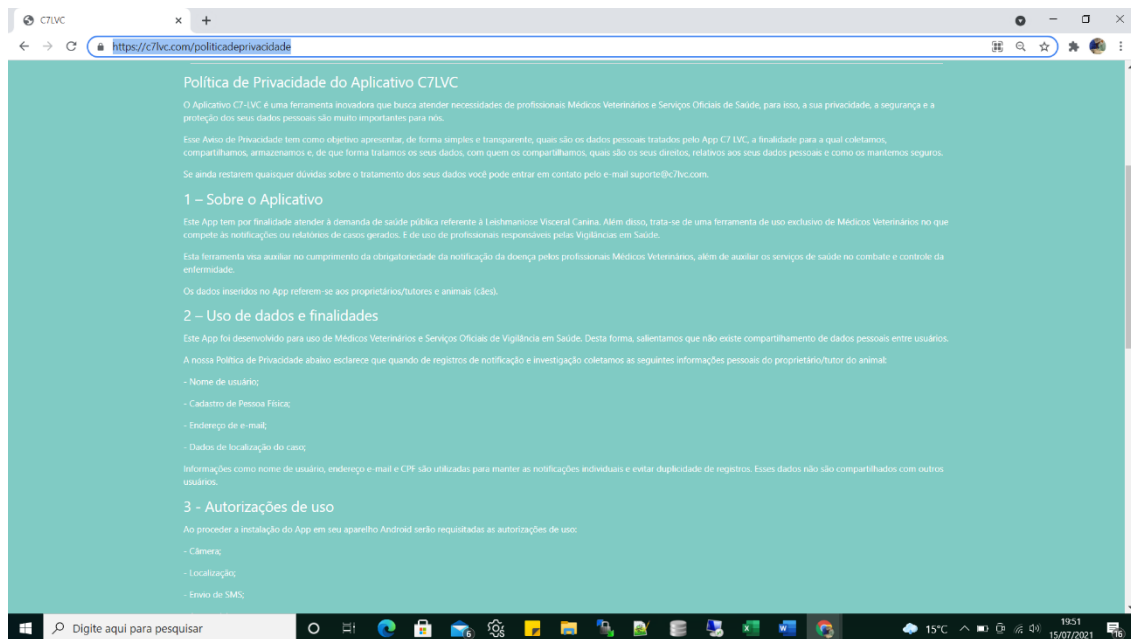 C7LVC
https://c7lvc.com/politicadeprivacidade
Política de Privacidade do Aplicativo C7LVC
O Aplicativo C7-LVC é uma ferramenta inovadora que busca atender necessidades de profissionais Médicos Veterinários e Serviços Oficiais de Saúde, para isso, a sua privacidade, a segurança e a
proteção dos seus dados pessoais são muito importantes para nós.
Esse Aviso de Privacidade tem como objetivo apresentar, de forma simples e transparente, quais são os dados pessoais tratados pelo App C7 LVC, a finalidade para a qual coletamos,
compartilhamos, armazenamos e, de que forma tratamos os seus dados, com quem os compartilhamos, quais são os seus direitos, relativos aos seus dados pessoais e como os mantemos seguros.
Se ainda restarem quaisquer dúvidas sobre o tratamento dos seus dados você pode entrar em contato pelo e-mail suporte@c7lvc.com.
1 – Sobre o Aplicativo
Este App tem por finalidade atender à demanda de saúde pública referente à Leishmaniose Visceral Canina. Além disso, trata-se de uma ferramenta de uso exclusivo de Médicos Veterinários no que
compete às notificações ou relatórios de casos gerados. E de uso de profissionais responsáveis pelas Vigilâncias em Saúde.
Esta ferramenta visa auxiliar no cumprimento da obrigatoriedade da notificação da doença pelos profissionais Médicos Veterinários, além de auxiliar os serviços de saúde no combate e controle da
enfermidade.
Os dados inseridos no App referem-se aos proprietários/tutores e animais (cães).
2 – Uso de dados e finalidades
Este App foi desenvolvido para uso de Médicos Veterinários e Serviços Oficiais de Vigilância em Saúde. Desta forma, salientamos que não existe compartilhamento de dados pessoais entre usuários.
A nossa Política de Privacidade abaixo esclarece que quando de registros de notificação e investigação coletamos as seguintes informações pessoais do proprietário/tutor do animal:
- Nome de usuário;
- Cadastro de Pessoa Física;
- Endereço de e-mail;
- Dados de localização do caso;
Informações como nome de usuário, endereço e-mail e CPF são utilizadas para manter as notificações individuais e evitar duplicidade de registros. Esses dados não são compartilhados com outros
usuários.
3 - Autorizações de uso
Ao proceder a instalação do App em seu aparelho Android serão requisitadas as autorizações de uso:
- Câmera;
- Localização;
- Envio de SMS;
Digite aqui para pesquisar
15°C
19:51
15/07/2021